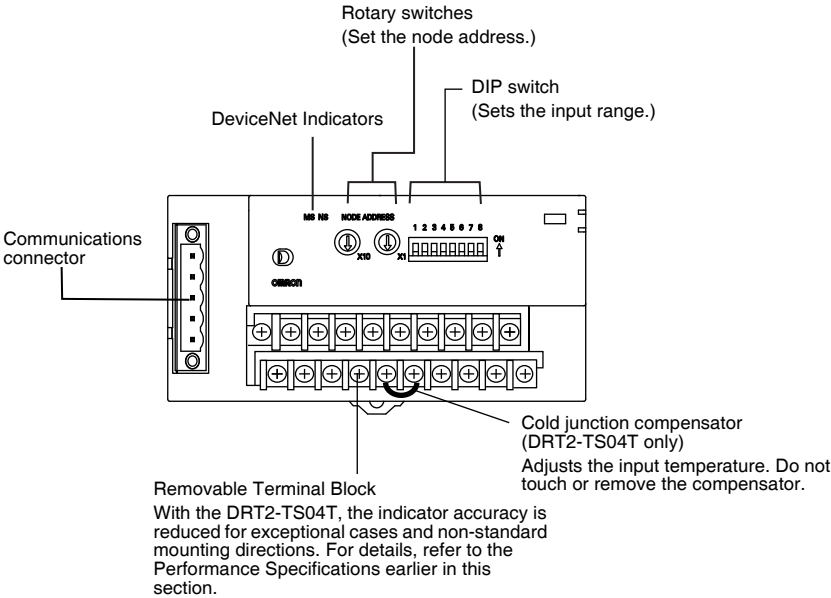 Rotary switches
(Set the node address.)
DIP switch
(Sets the input range.)
DeviceNet Indicators
MS NS
NODE ADDRESS
1 2 3 4 5 6 7 8
ON
X10
X1
OMRON
Communications
connector
Cold junction compensator
(DRT2-TS04T only)
Adjusts the input temperature. Do not
touch or remove the compensator.
Removable Terminal Block
With the DRT2-TS04T, the indicator accuracy is
reduced for exceptional cases and non-standard
mounting directions. For details, refer to the
Performance Specifications earlier in this
section.